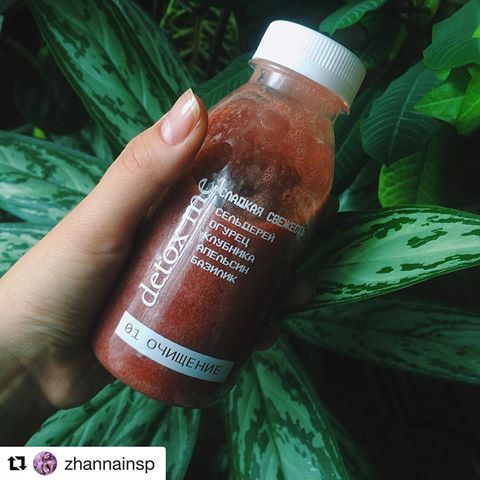 detox me
СЛАДКАЯ СВЕЖЕСТЬ
СЕЛЬДЕРЕЙ
ОГУРЕЦ
КЛУБНИКА
АПЕЛЬСИН
БАЗИЛИК
01 ОЧИЩЕНИЕ
zhannainsp